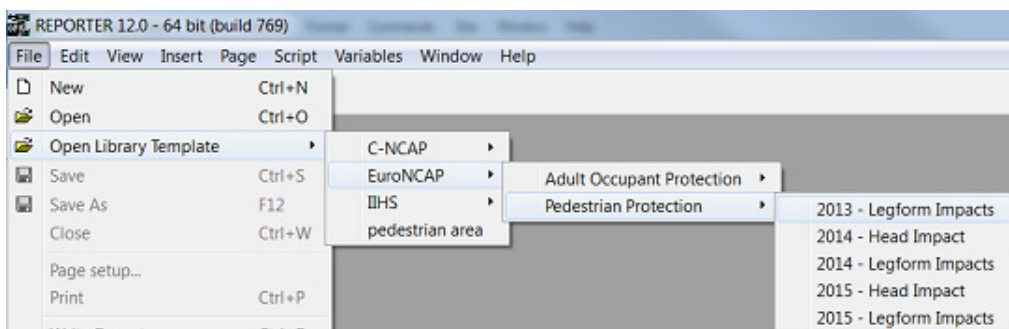 REPORTER 12.0 - 64 bit (build 769)
File Edit View Insert Page Script Variables Window Help
New Ctrl+N
Open Ctrl+O
Open Library Template
Save Ctrl+S
Save As F12
Close Ctrl+W
Page setup...
Print Ctrl+P
C-NCAP
EuroNCAP
IIHS
pedestrian area
Adult Occupant Protection
Pedestrian Protection
2013 - Legform Impacts
2014 - Head Impact
2014 - Legform Impacts
2015 - Head Impact
2015 - Legform Impacts